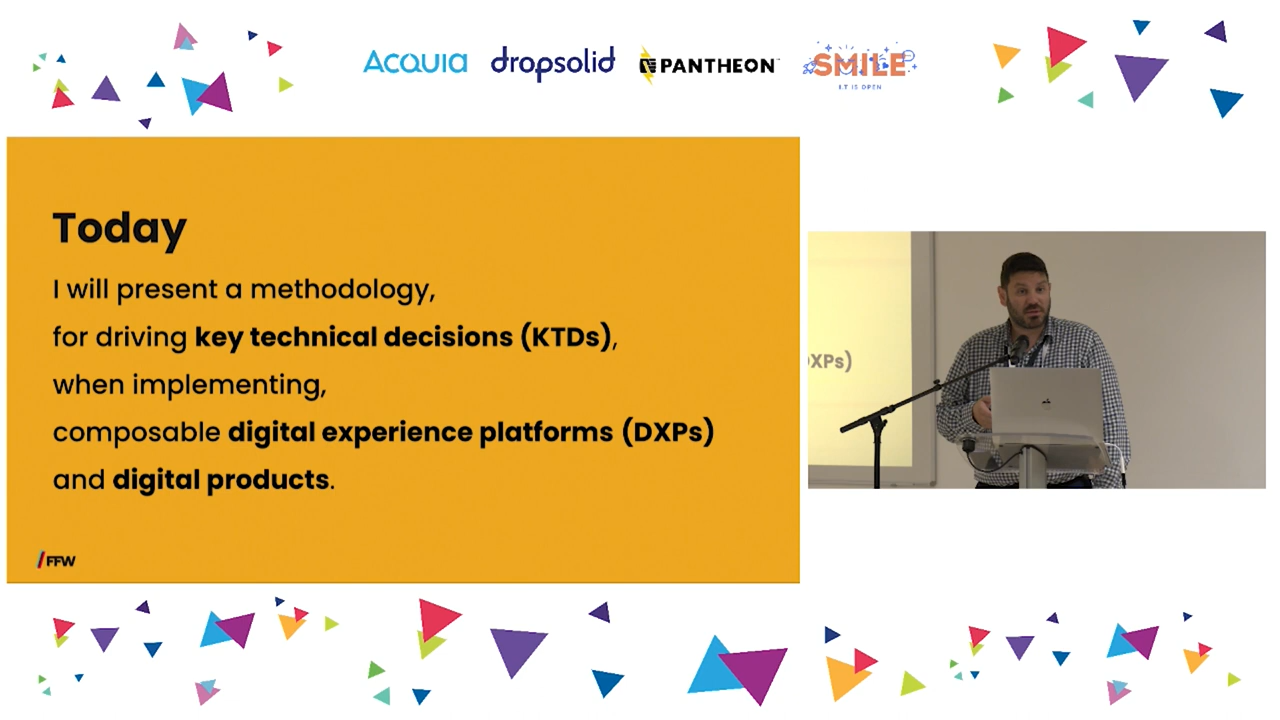 Acquia
dropsolid
PANTHEON
SMILE
I.T IS OPEN
Today
I will present a methodology,
for driving key technical decisions (KTDs),
when implementing,
composable digital experience platforms (DXPs)
and digital products.
/FFW
XPs)